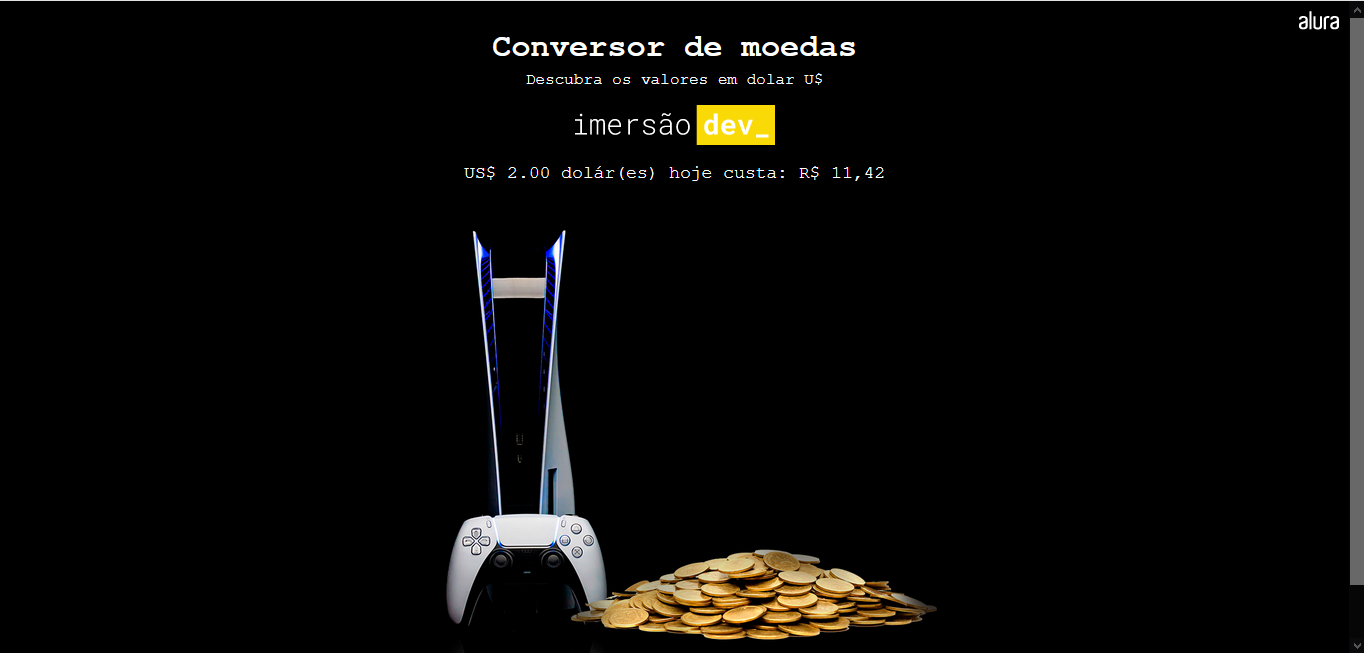 alura
Conversor de moedas
Descubra os valores em dolar U$
imersão dev_
US$ 2.00 dolár(es) hoje custa: R$ 11,42